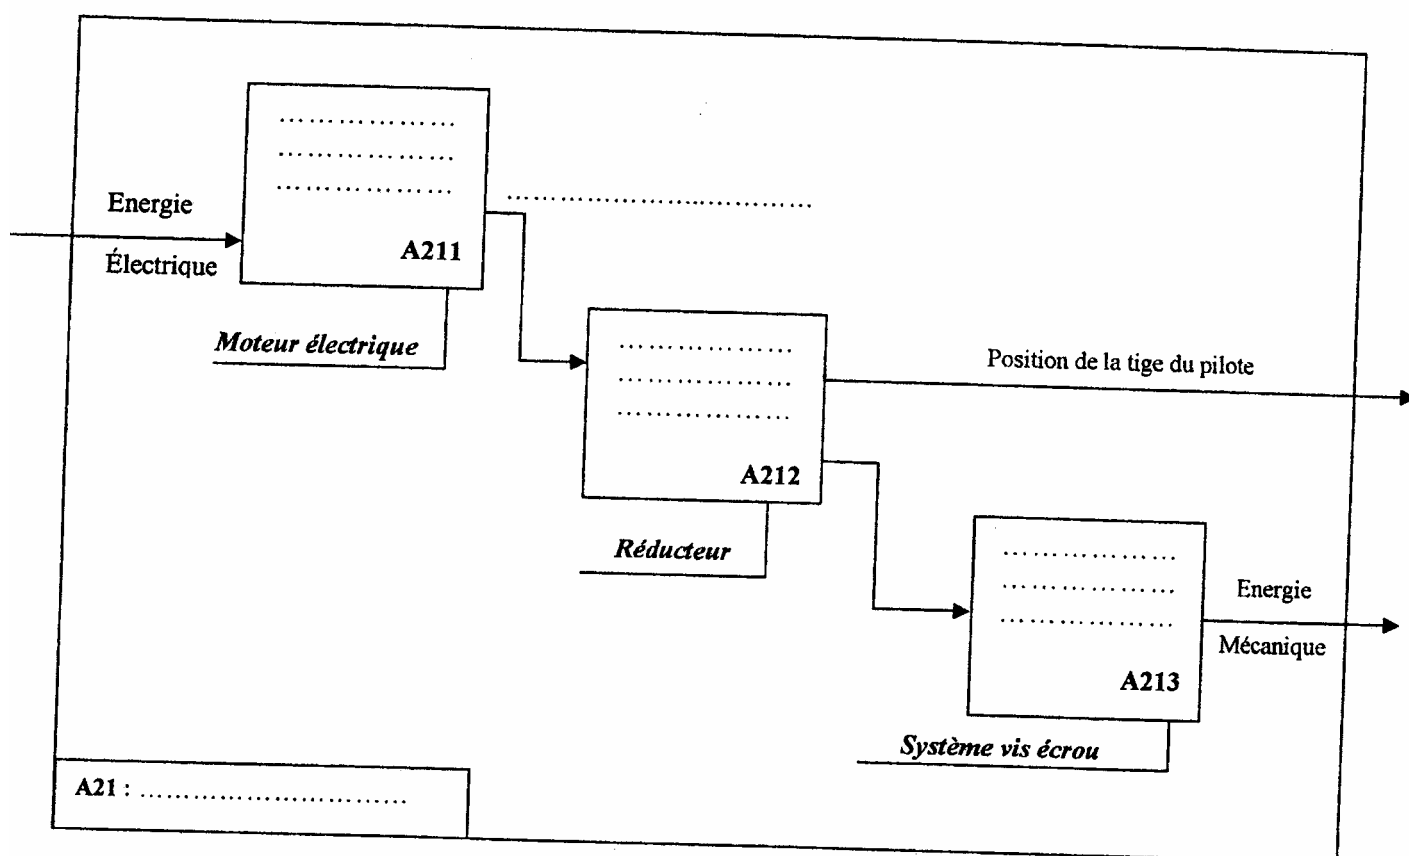 Energie
Électrique
………………
………………
………………
A211
…………………………
Moteur électrique
………………
………………
………………
A212
Position de la tige du pilote
Réducteur
………………
………………
………………
A213
Energie
Mécanique
Système vis écrou
A21 : …………………………